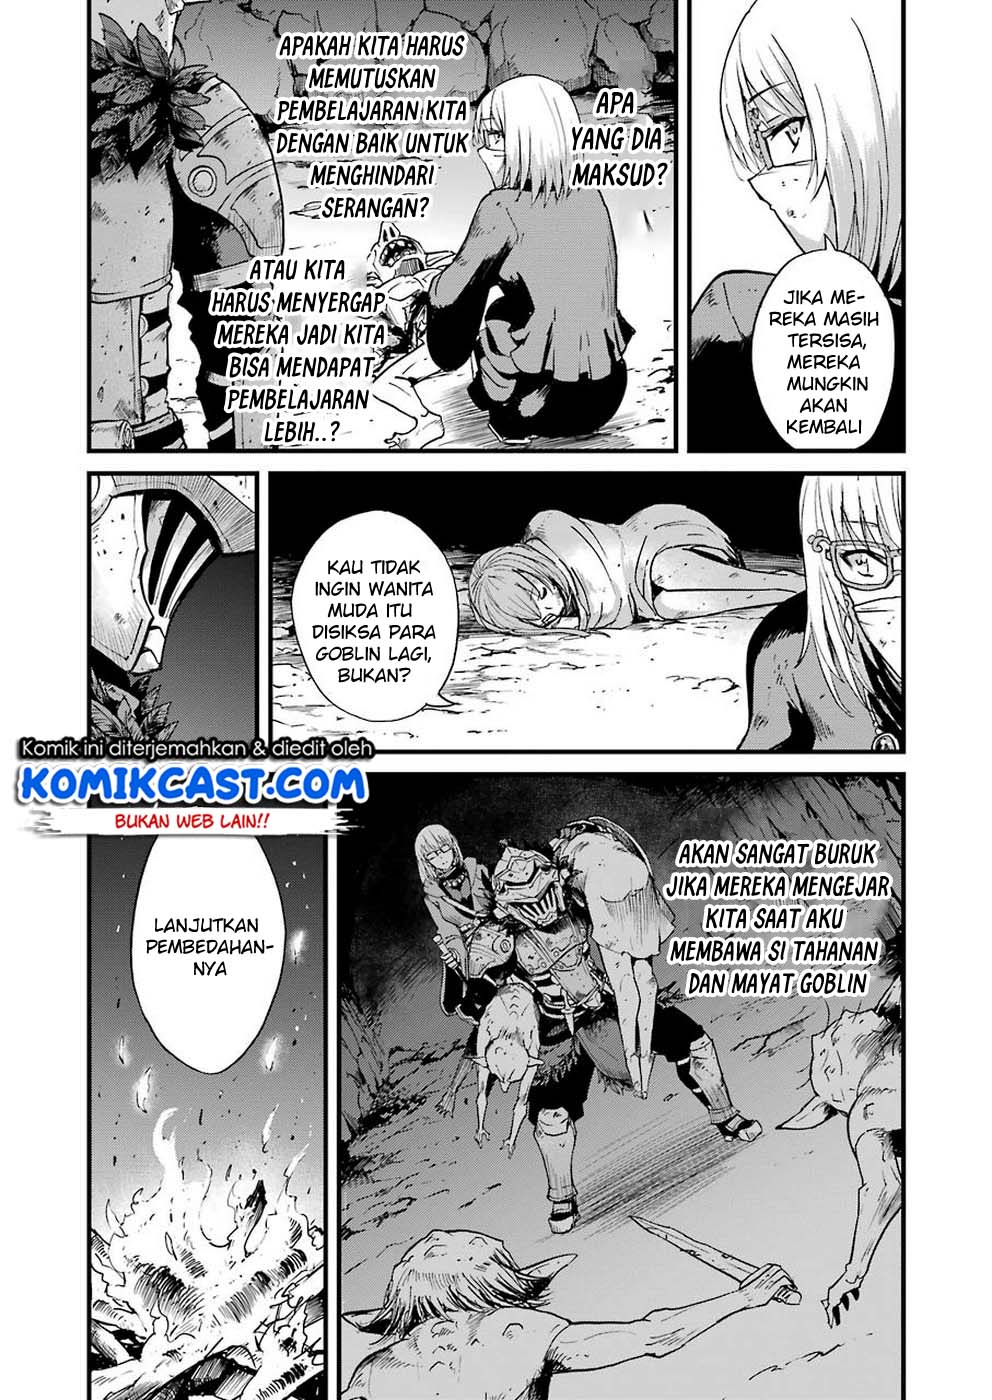 JIKA ME-
REKA MASIH
TERSISA,
MEREKA
MUNGKIN
AKAN
KEMBALI
APA
YANG DIA
MAKSUD?
APAKAH KITA HARUS
MEMUTUSKAN
PEMBELAJARAN KITA
DENGAN BAIK UNTUK
MENGHINDARI
SERANGAN?
ATAU KITA
HARUS MENYERGAP
MEREKA JADI KITA
BISA MENDAPAT
PEMBELAJARAN
LEBIH..?
KAU TIDAK
INGIN WANITA
MUDA ITU
DISIKSA PARA
GOBLIN LAGI,
BUKAN?
Komik ini diterjemahkan & diedit oleh
KOMIKCAST.COM
BUKAN WEB LAIN!!
AKAN SANGAT BURUK
JIKA MEREKA MENGEJAR
KITA SAAT AKU
MEMBAWA SI TAHANAN
DAN MAYAT GOBLIN
LANJUTKAN
PEMBEDAHAN-
NYA